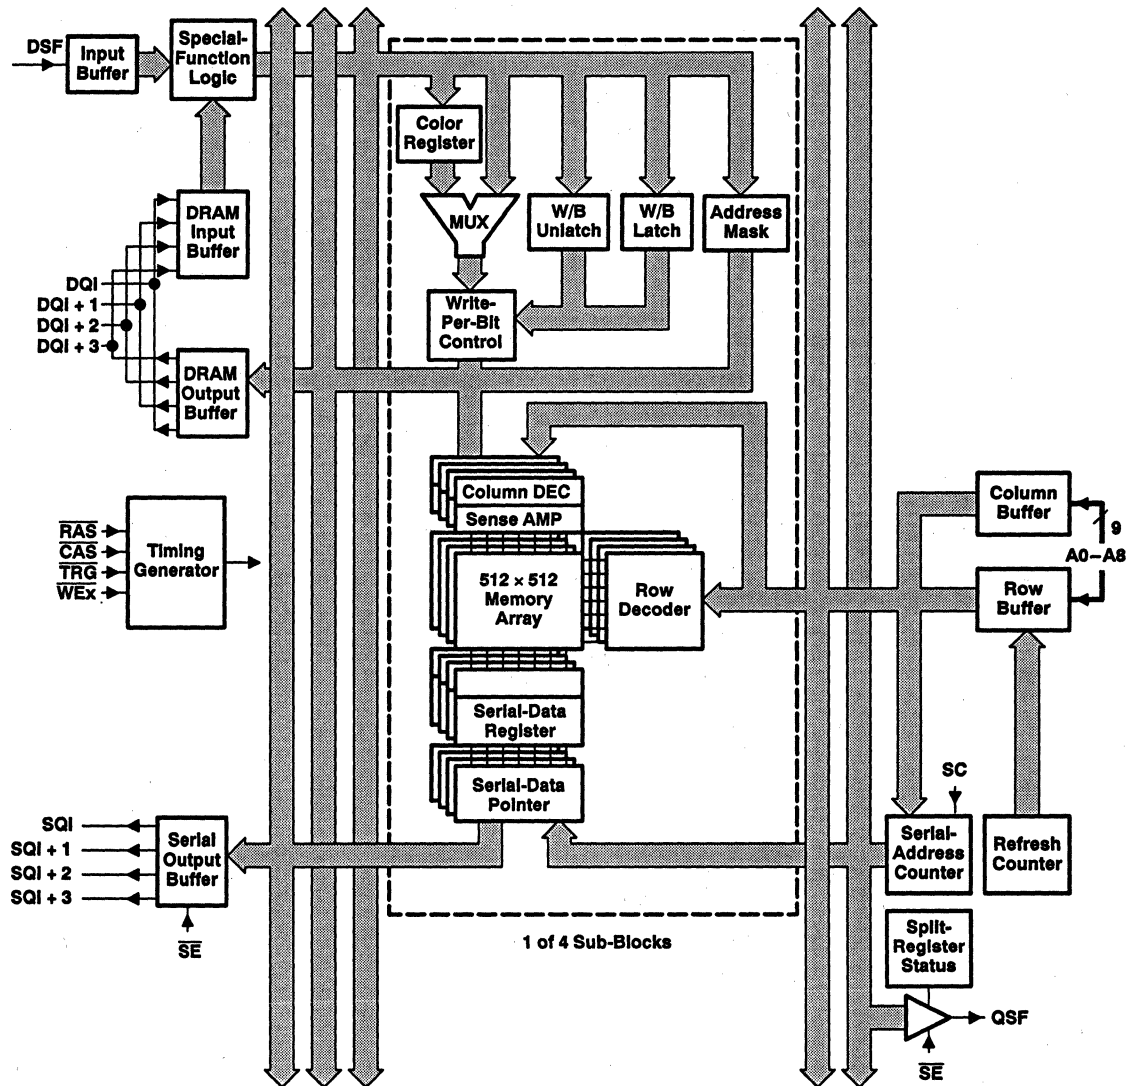 DSF
Input
Buffer
Special-
Function
Logic
Color
Register
MUX
W/B
Unlatch
W/B
Latch
Address
Mask
DRAM
Input
Buffer
DQI
DQI + 1
DQI + 2
DQI + 3
Write-
Per-Bit
Control
DRAM
Output
Buffer
Column DEC
Sense AMP
Column
Buffer
9
A0–A8
RAS
CAS
TRG
WEx
Timing
Generator
512 × 512
Memory
Array
Row
Decoder
Row
Buffer
Serial-Data
Register
Serial-Data
Pointer
SC
SQI
SQI + 1
SQI + 2
SQI + 3
Serial
Output
Buffer
SE
Serial-
Address
Counter
Refresh
Counter
1 of 4 Sub-Blocks
Split-
Register
Status
QSF
SE